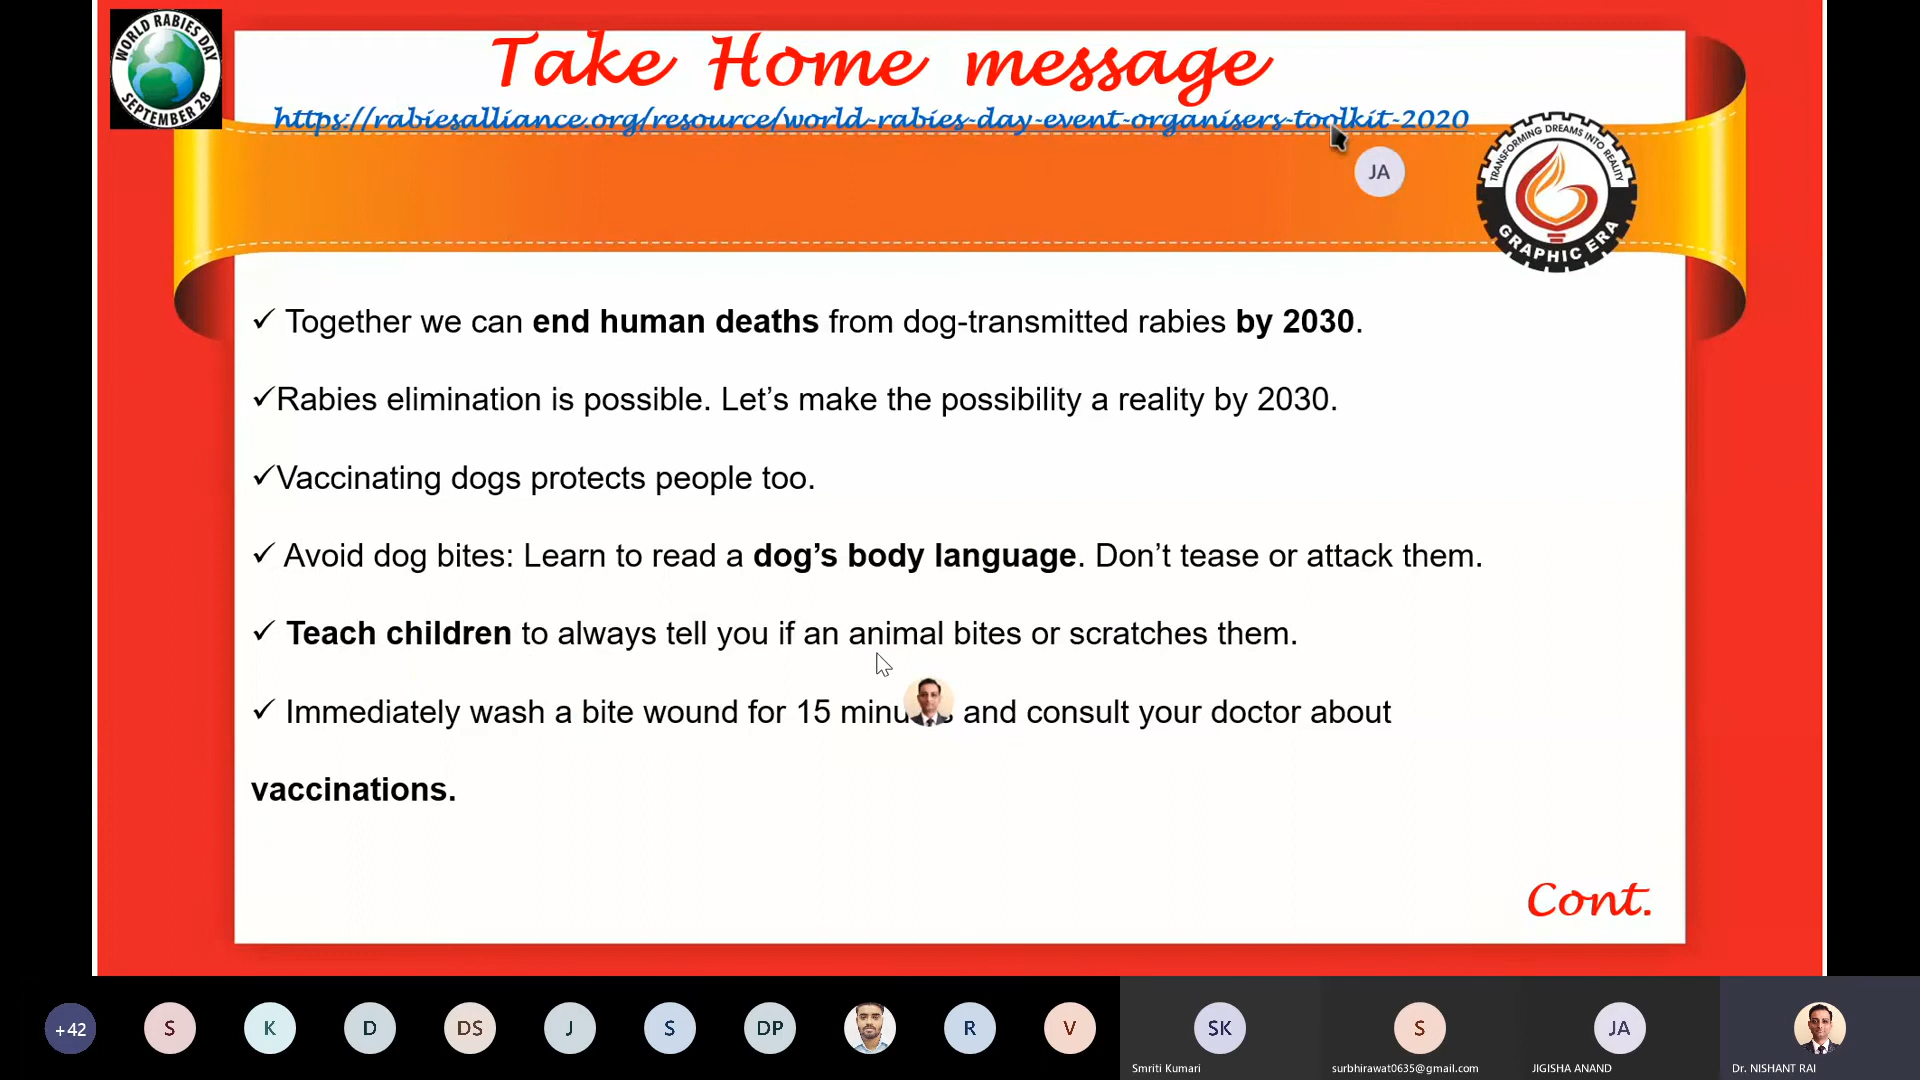 WORLD RABIES DAY
SEPTEMBER 28
Take Home message
https://rabiesalliance.org/resource/world-rabies-day-event-organisers-toolkit-2020
JA
TRANSFORMING DREAMS INTO REALITY
GRAPHIC ERA
✓ Together we can end human deaths from dog-transmitted rabies by 2030.
✓Rabies elimination is possible. Let’s make the possibility a reality by 2030.
✓Vaccinating dogs protects people too.
✓ Avoid dog bites: Learn to read a dog’s body language. Don’t tease or attack them.
✓ Teach children to always tell you if an animal bites or scratches them.
✓ Immediately wash a bite wound for 15 minutes and consult your doctor about
vaccinations.
Cont.
+42 S K D DS J S DP R V SK S JA
Smriti Kumari surbhirawat0635@gmail.com JIGISHA ANAND Dr. NISHANT RAI